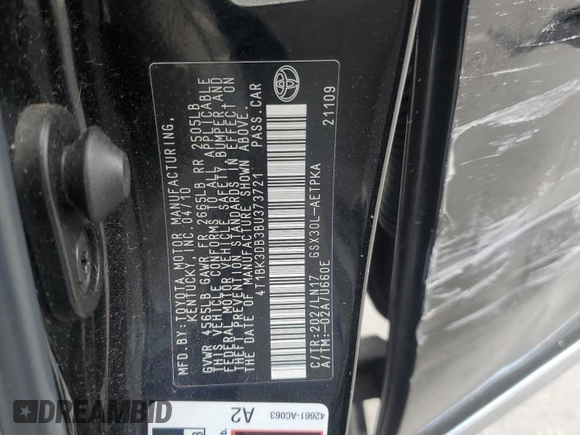 MFD. BY:TOYOTA MOTOR MANUFACTURING,
KENTUCKY, INC. 04/10
GVWR 4565LB GAWR FR 2665LB RR 2505LB
THIS VEHICLE CONFORMS TO ALL APPLICABLE
FEDERAL MOTOR VEHICLE SAFETY, BUMPER AND
THEFT PREVENTION STANDARDS IN EFFECT ON
THE DATE OF MANUFACTURE SHOWN ABOVE.
4T1BK3DB3BU373721 PASS.CAR
C/TR:202/LH17 GSX30L-AETPKA
A/TM:-02A/U660E 21109
42661-AC063
A2
DREAMBID